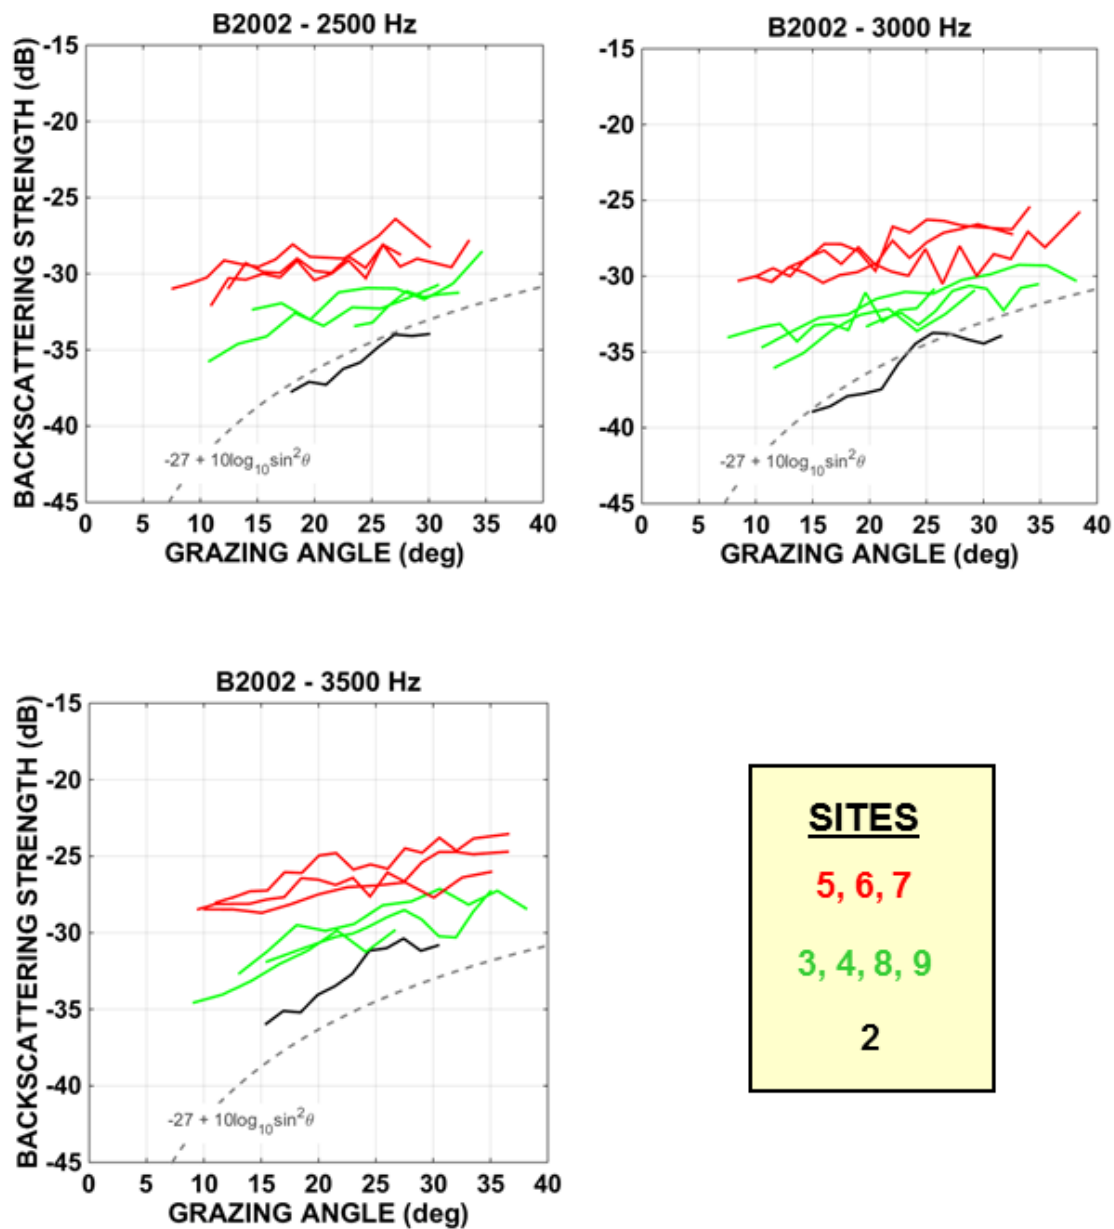 B2002 - 2500 Hz
BACKSCATTERING STRENGTH (dB)
-15
-20
-25
-30
-35
-40
-45
-27 + 10log10sin2θ
0 5 10 15 20 25 30 35 40
GRAZING ANGLE (deg)
B2002 - 3000 Hz
-15
-20
-25
-30
-35
-40
-45
-27 + 10log10sin2θ
0 5 10 15 20 25 30 35 40
GRAZING ANGLE (deg)
B2002 - 3500 Hz
BACKSCATTERING STRENGTH (dB)
-15
-20
-25
-30
-35
-40
-45
-27 + 10log10sin2θ
0 5 10 15 20 25 30 35 40
GRAZING ANGLE (deg)
SITES
5, 6, 7
3, 4, 8, 9
2